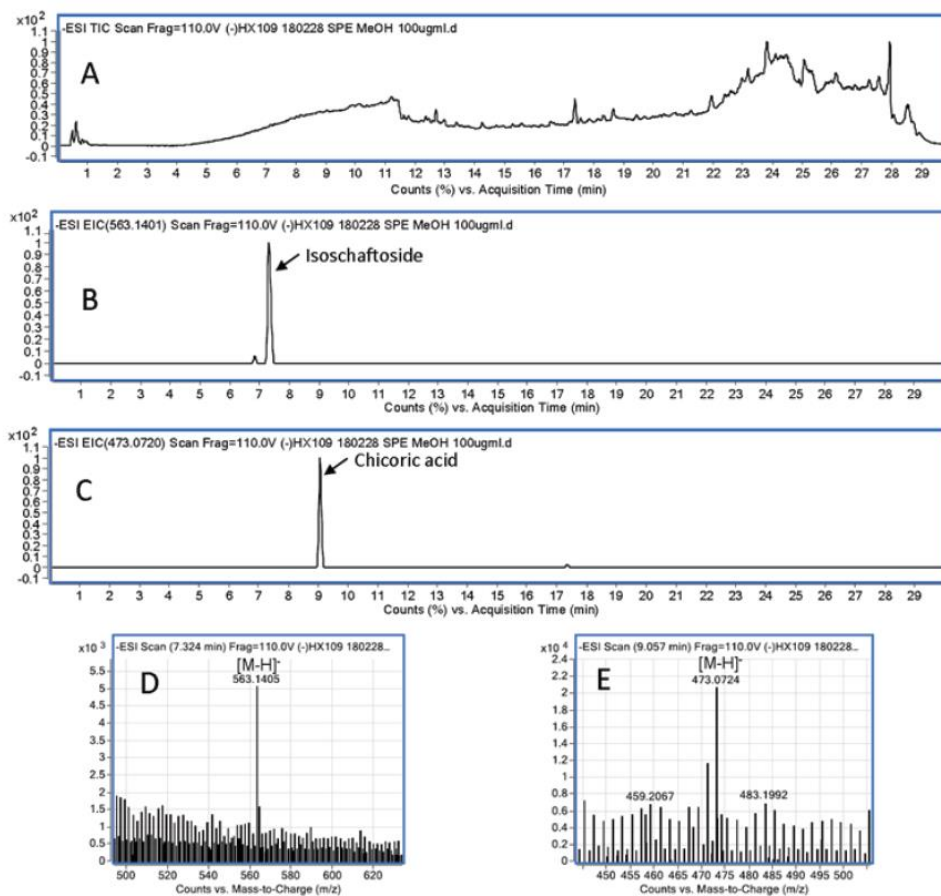 -ESI TIC Scan Frag=110.0V (-)HX109 180228 SPE MeOH 100ugml.d
x10²
1.1
1
0.9
0.8
0.7
0.6
0.5
0.4
0.3
0.2
0.1
0
-0.1
A
1 2 3 4 5 6 7 8 9 10 11 12 13 14 15 16 17 18 19 20 21 22 23 24 25 26 27 28 29
Counts (%) vs. Acquisition Time (min)
-ESI EIC(563.1401) Scan Frag=110.0V (-)HX109 180228 SPE MeOH 100ugml.d
x10²
1.1
1
0.9
0.8
0.7
0.6
0.5
0.4
0.3
0.2
0.1
0
-0.1
Isoschaftoside
B
1 2 3 4 5 6 7 8 9 10 11 12 13 14 15 16 17 18 19 20 21 22 23 24 25 26 27 28 29
Counts (%) vs. Acquisition Time (min)
-ESI EIC(473.0720) Scan Frag=110.0V (-)HX109 180228 SPE MeOH 100ugml.d
x10²
1.1
1
0.9
0.8
0.7
0.6
0.5
0.4
0.3
0.2
0.1
0
-0.1
Chicoric acid
C
1 2 3 4 5 6 7 8 9 10 11 12 13 14 15 16 17 18 19 20 21 22 23 24 25 26 27 28 29
Counts (%) vs. Acquisition Time (min)
-ESI Scan (7.324 min) Frag=110.0V (-)HX109 180228...
x10³
5.5
5
4.5
4
3.5
3
2.5
2
1.5
1
0.5
0
D
[M-H]-
563.1405
500 520 540 560 580 600 620
Counts vs. Mass-to-Charge (m/z)
-ESI Scan (9.057 min) Frag=110.0V (-)HX109 180228...
x10⁴
2.4
2.2
2
1.8
1.6
1.4
1.2
1
0.8
0.6
0.4
0.2
0
[M-H]-
473.0724
E
459.2067
483.1992
450 455 460 465 470 475 480 485 490 495 500
Counts vs. Mass-to-Charge (m/z)